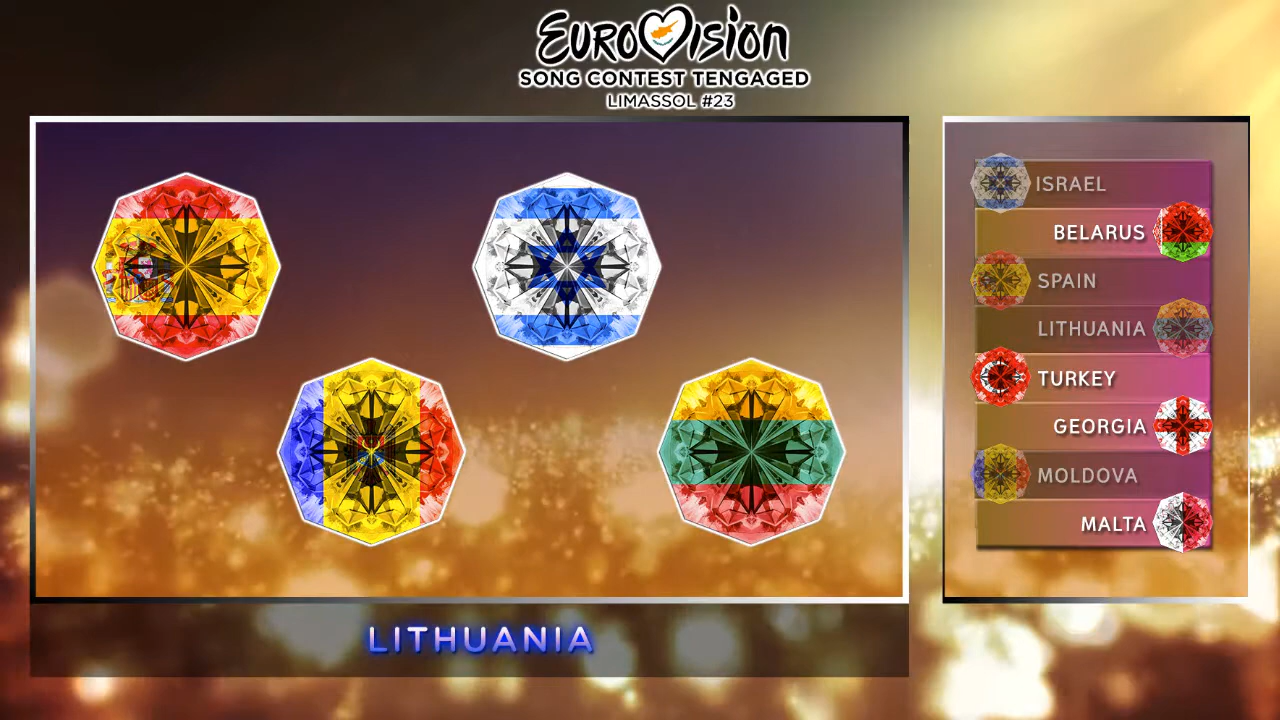 EUROVISION
SONG CONTEST TENGAGED
LIMASSOL #23
ISRAEL
BELARUS
SPAIN
LITHUANIA
TURKEY
GEORGIA
MOLDOVA
MALTA
LITHUANIA